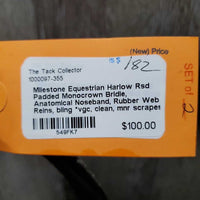 (New) Price
$ 182
The Tack Collector
1000097-355
SET of 2
Milestone Equestrian Harlow Rsd
Padded Monocrown Bridle,
Anatomical Noseband, Rubber Web
Reins, bling *vgc, clean, mnr scrapes
549FK7
$100.00